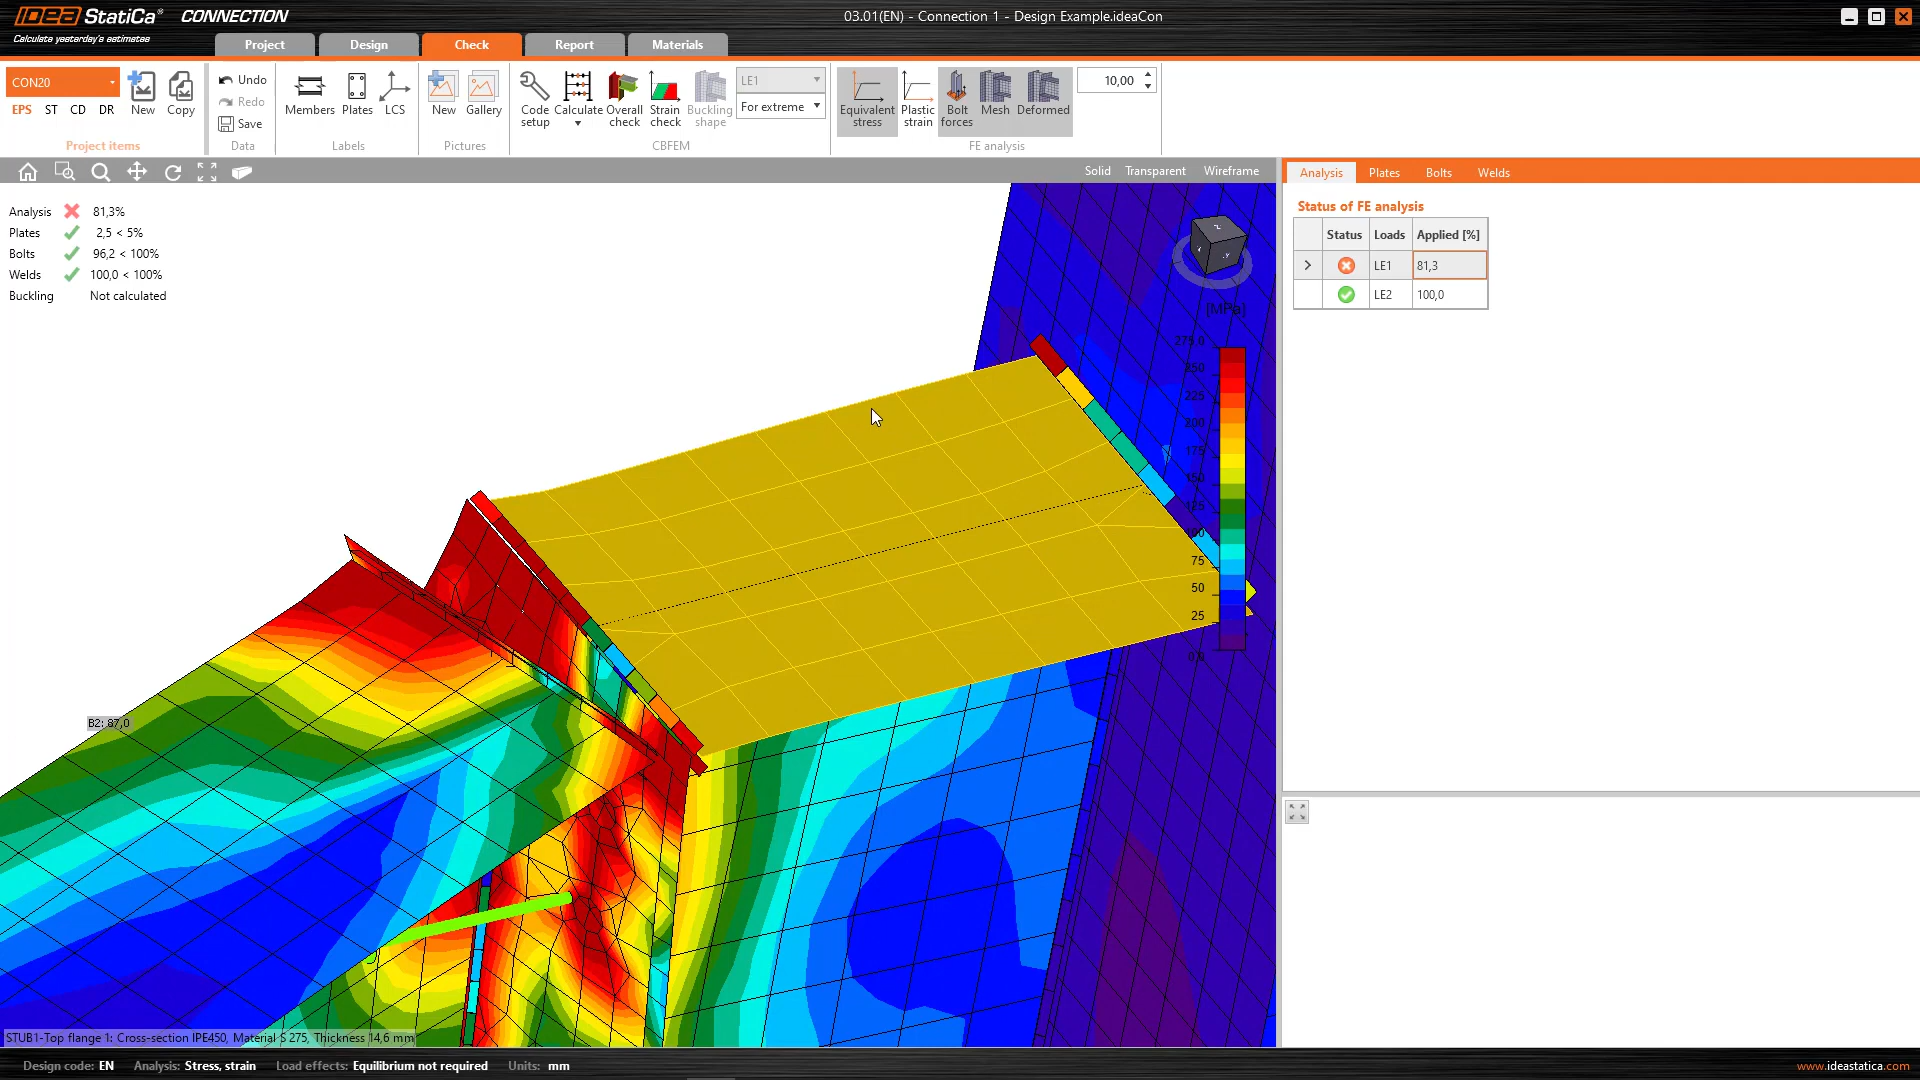 IDEA StatiCa® CONNECTION
Calculate yesterday's estimates
03.01(EN) - Connection 1 - Design Example.ideaCon
Project Design Check Report Materials
CON20
EPS ST CD DR
New Copy
Project items
Undo
Redo
Save
Data
Members Plates LCS
Labels
New Gallery
Pictures
Code setup Calculate Overall check Strain check Buckling shape
LE1
For extreme
CBFEM
Equivalent stress Plastic strain Bolt forces Mesh Deformed
10,00
FE analysis
Solid Transparent Wireframe
Analysis 81,3%
Plates 2,5 < 5%
Bolts 96,2 < 100%
Welds 100,0 < 100%
Buckling Not calculated
[MPa]
275,0
250
225
200
175
150
125
100
75
50
25
0,0
B2: 87,0
STUB1-Top flange 1: Cross-section IPE450, Material S 275, Thickness 14,6 mm
Analysis Plates Bolts Welds
Status of FE analysis
Status Loads Applied [%]
> LE1 81,3
LE2 100,0
Design code: EN Analysis: Stress, strain Load effects: Equilibrium not required Units: mm
www.ideastatica.com